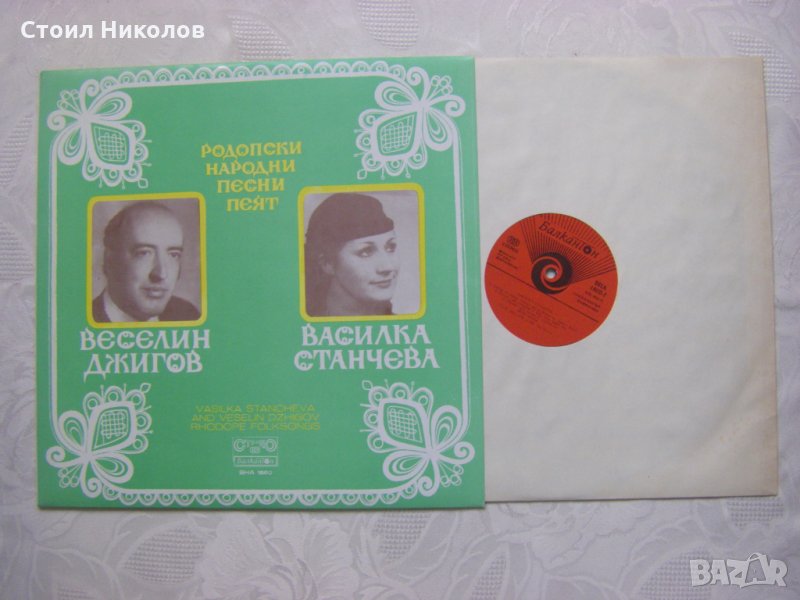 Стоил Николов
РОДОПСКИ
НАРОДНИ
ПЕСНИ
ПЕЯТ
ВЕСЕЛИН
ДЖИГОВ
ВАСИЛКА
СТАНЧЕВА
VASILKA STANCHEVA
AND VESELIN DZHIGOV
RHODOPE FOLKSONGS
Балкантон
Балкантон
BAZAR